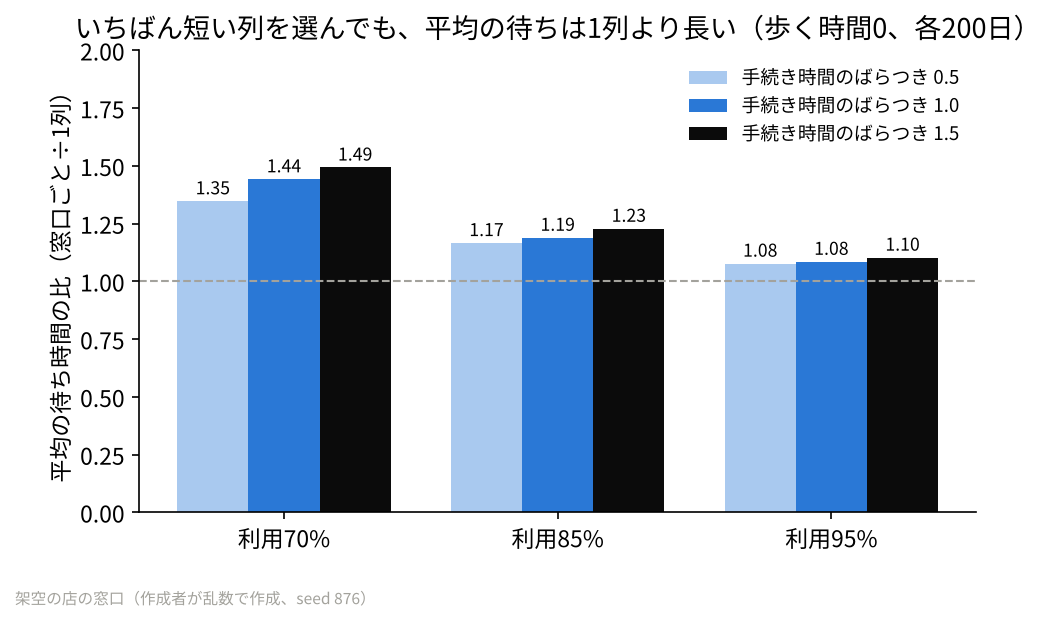 いちばん短い列を選んでも、平均の待ちは1列より長い（歩く時間0、各200日）
平均の待ち時間の比（窓口ごと÷1列）
2.00
1.75
1.50
1.25
1.00
0.75
0.50
0.25
0.00
手続き時間のばらつき 0.5
手続き時間のばらつき 1.0
手続き時間のばらつき 1.5
1.35
1.44
1.49
1.17
1.19
1.23
1.08
1.08
1.10
利用70%
利用85%
利用95%
架空の店の窓口（作成者が乱数で作成、seed 876）